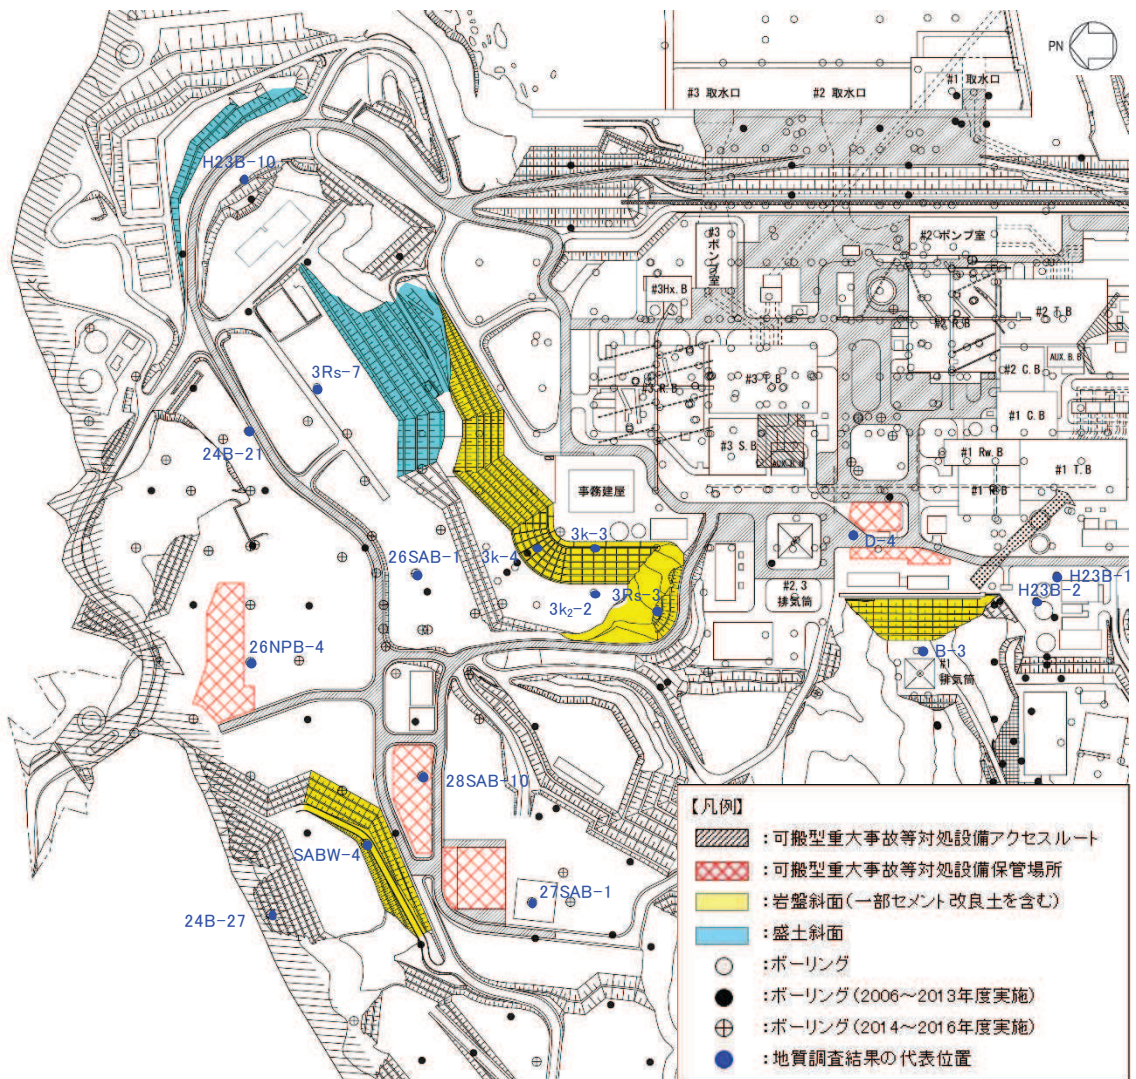 PN
#3 取水口
#2 取水口
#1 取水口
H23B-10
#3 ポンプ室
#2 ポンプ室
#3Hx.B
#2 T.B
#2 R.B
AUX.B.B
#2 C.B
3Rs-7
#3 R.B
#3 T.B
#1 C.B
24B-21
#3 S.B
#1 Rw.B
#1 T.B
事務建屋
#1 R.B
3k-3
3k-4
D-4
26SAB-1
H23B-1
3k₂-2
3Rs-3
#2,3
排気筒
H23B-2
26NPB-4
B-3
#1
排気筒
28SAB-10
SABW-4
27SAB-1
24B-27
【凡例】
:可搬型重大事故等対処設備アクセスルート
:可搬型重大事故等対処設備保管場所
:岩盤斜面(一部セメント改良土を含む)
:盛土斜面
:ボーリング
:ボーリング(2006～2013年度実施)
:ボーリング(2014～2016年度実施)
:地質調査結果の代表位置